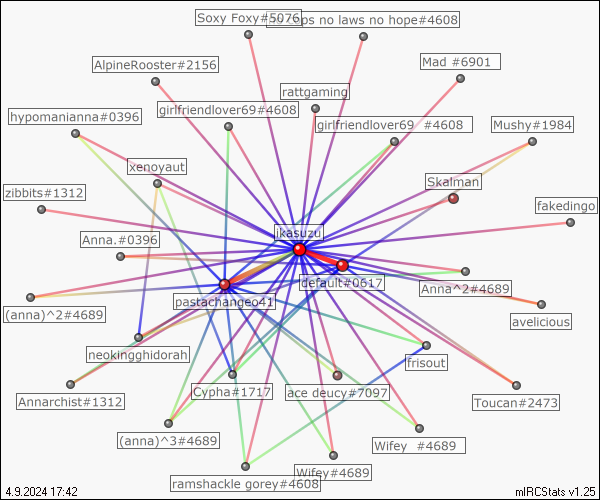 Soxy Foxy#5076
ops no laws no hope#4608
AlpineRooster#2156
Mad  #6901
rattgaming
hypomanianna#0396
girlfriendlover69#4608
girlfriendlover69  #4608
Mushy#1984
xenoyaut
Skalman
zibbits#1312
fakedingo
ikasuzu
Anna.#0396
default#0617
Anna^2#4689
pastachangeo41
(anna)^2#4689
avelicious
neokingghidorah
frisout
Cypha#1717
ace deucy#7097
Annarchist#1312
Toucan#2473
(anna)^3#4689
Wifey  #4689
Wifey#4689
ramshackle gorey#4608
4.9.2024 17:42
mIRCStats v1.25